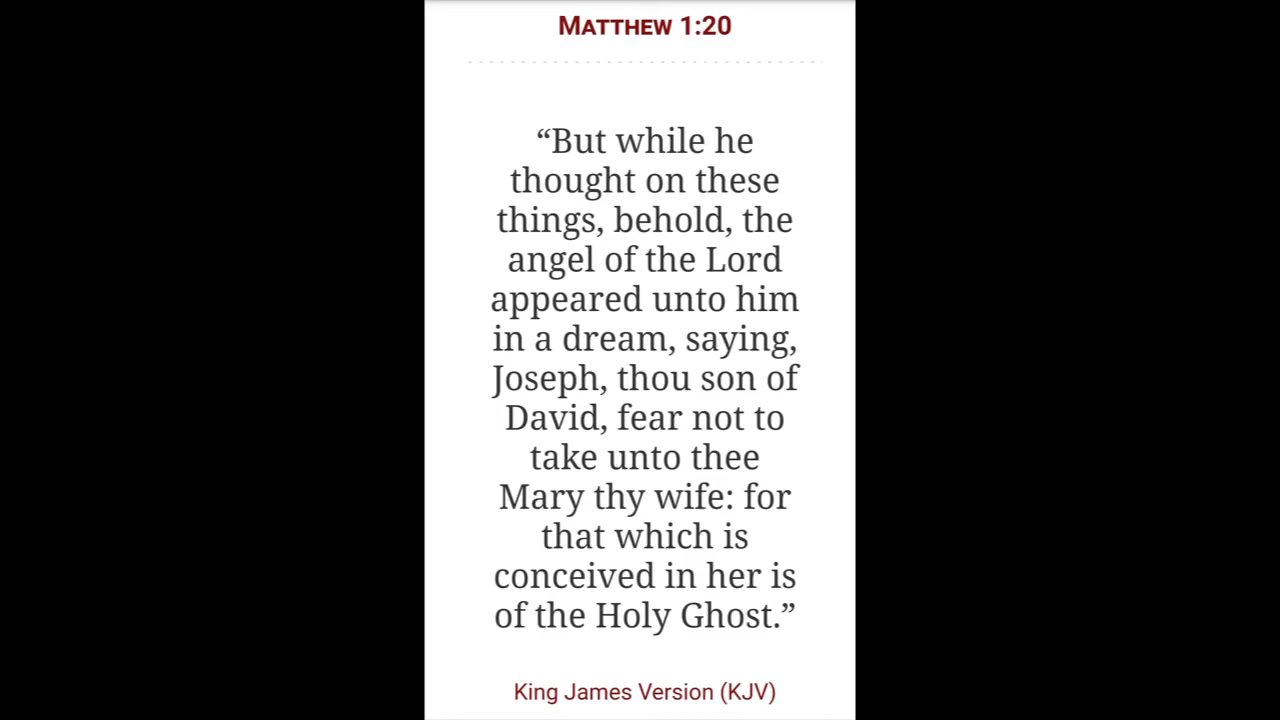 Matthew 1:20
“But while he
thought on these
things, behold, the
angel of the Lord
appeared unto him
in a dream, saying,
Joseph, thou son of
David, fear not to
take unto thee
Mary thy wife: for
that which is
conceived in her is
of the Holy Ghost.”
King James Version (KJV)